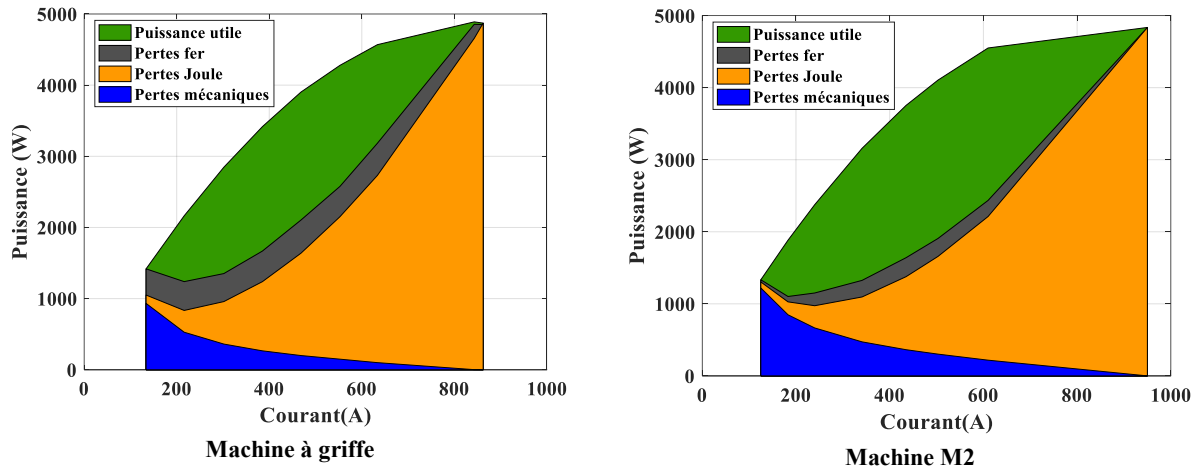 5000
4000
3000
2000
1000
0
Puissance (W)
Puissance utile
Pertes fer
Pertes Joule
Pertes mécaniques
0 200 400 600 800 1000
Courant(A)
Machine à griffe
5000
4000
3000
2000
1000
0
Puissance (W)
Puissance utile
Pertes fer
Pertes Joule
Pertes mécaniques
0 200 400 600 800 1000
Courant(A)
Machine M2